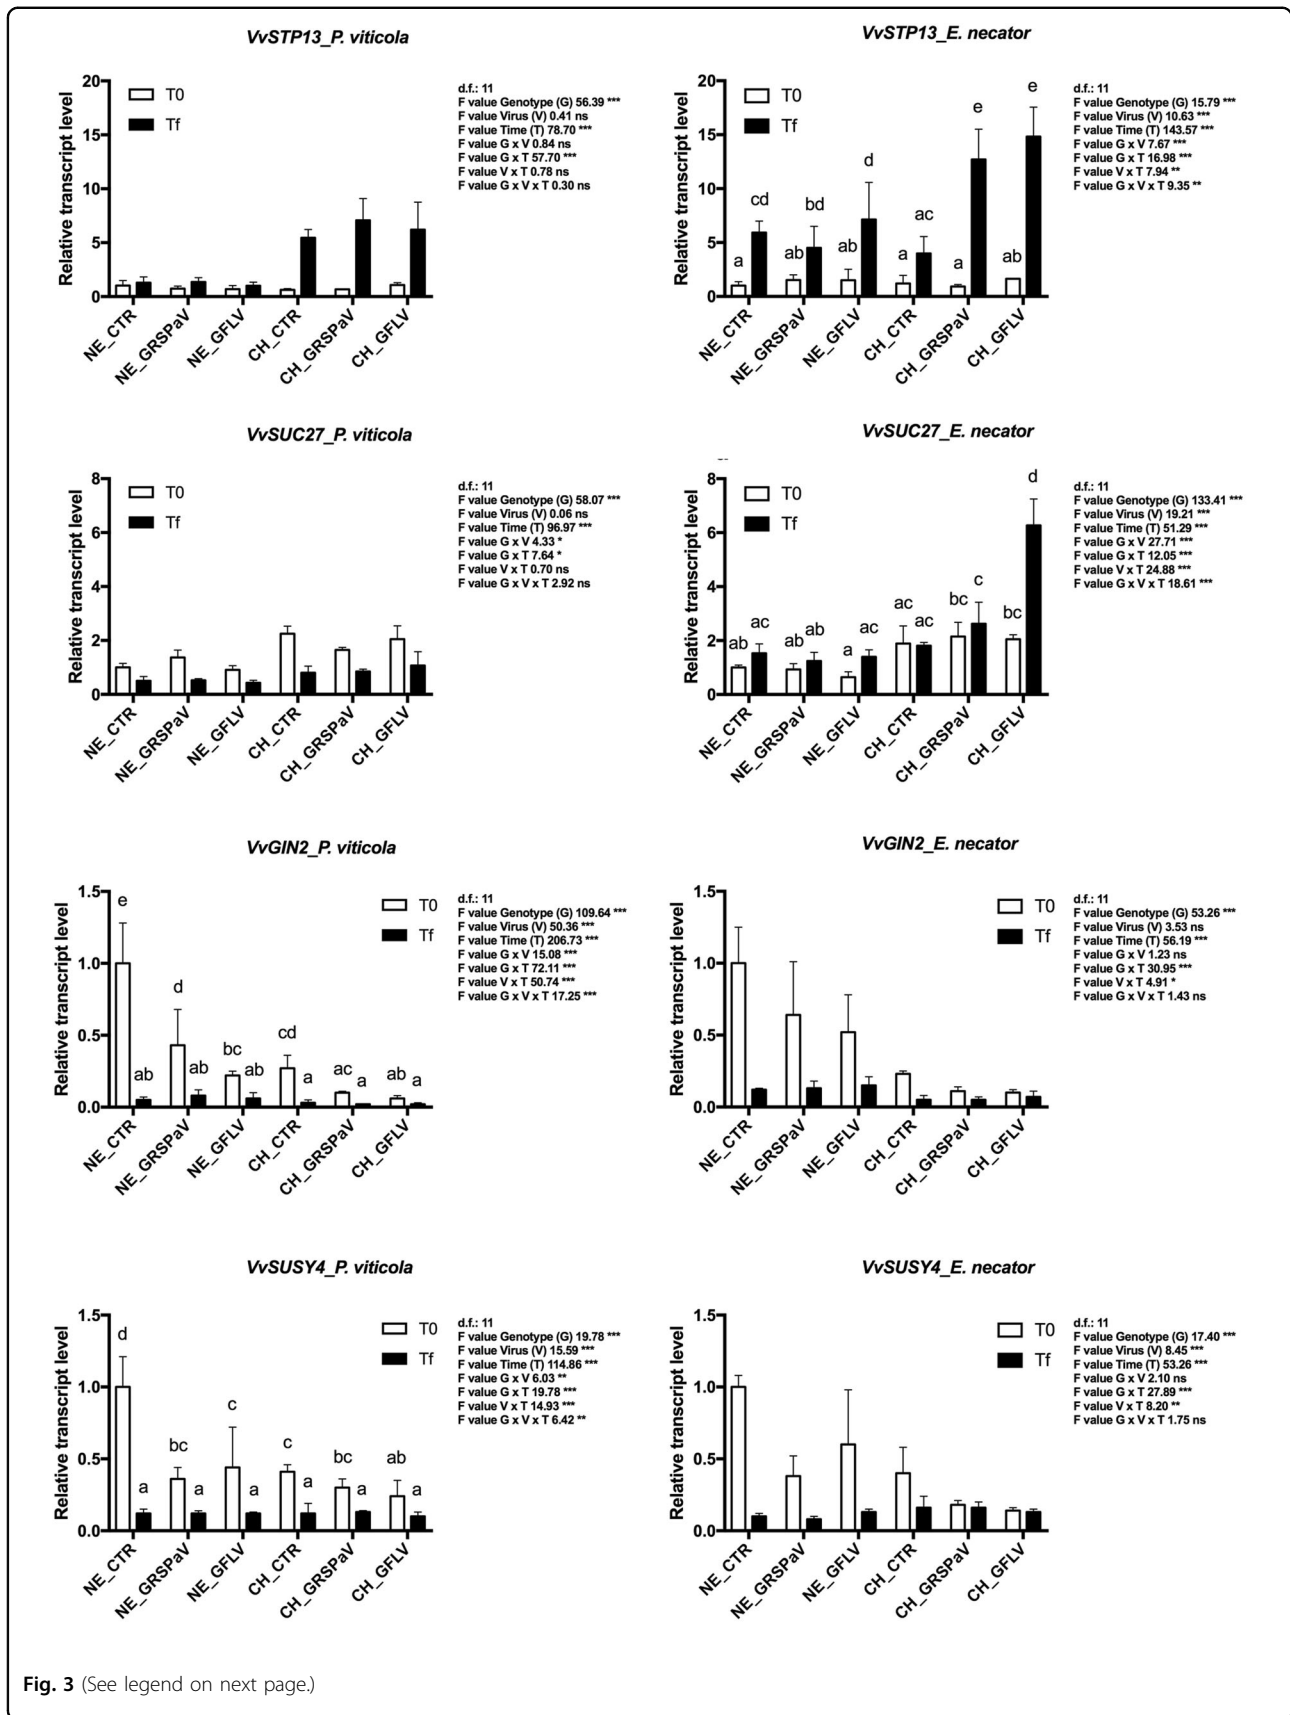 VvSTP13_P. viticola
Relative transcript level
20
15
10
5
0
T0
Tf
d.f.: 11
F value Genotype (G) 56.39 ***
F value Virus (V) 0.41 ns
F value Time (T) 78.70 ***
F value G x V 0.84 ns
F value G x T 57.70 ***
F value V x T 0.78 ns
F value G x V x T 0.30 ns
NE_CTR
NE_GRSPaV
NE_GFLV
CH_CTR
CH_GRSPaV
CH_GFLV
VvSTP13_E. necator
Relative transcript level
20
15
10
5
0
T0
Tf
a cd ab bd ab d a ac a e ab e
d.f.: 11
F value Genotype (G) 15.79 ***
F value Virus (V) 10.63 ***
F value Time (T) 143.57 ***
F value G x V 7.67 ***
F value G x T 16.98 ***
F value V x T 7.94 **
F value G x V x T 9.35 **
NE_CTR
NE_GRSPaV
NE_GFLV
CH_CTR
CH_GRSPaV
CH_GFLV
VvSUC27_P. viticola
Relative transcript level
8
6
4
2
0
T0
Tf
d.f.: 11
F value Genotype (G) 58.07 ***
F value Virus (V) 0.06 ns
F value Time (T) 96.97 ***
F value G x V 4.33 *
F value G x T 7.64 *
F value V x T 0.70 ns
F value G x V x T 2.92 ns
NE_CTR
NE_GRSPaV
NE_GFLV
CH_CTR
CH_GRSPaV
CH_GFLV
VvSUC27_E. necator
Relative transcript level
8
6
4
2
0
T0
Tf
ab ac ab ab a ac ac ac bc c bc d
d.f.: 11
F value Genotype (G) 133.41 ***
F value Virus (V) 19.21 ***
F value Time (T) 51.29 ***
F value G x V 27.71 ***
F value G x T 12.05 ***
F value V x T 24.88 ***
F value G x V x T 18.61 ***
NE_CTR
NE_GRSPaV
NE_GFLV
CH_CTR
CH_GRSPaV
CH_GFLV
VvGIN2_P. viticola
Relative transcript level
1.5
1.0
0.5
0.0
T0
Tf
e ab d ab bc ab cd a ac a ab a
d.f.: 11
F value Genotype (G) 109.64 ***
F value Virus (V) 50.36 ***
F value Time (T) 206.73 ***
F value G x V 15.08 ***
F value G x T 72.11 ***
F value V x T 50.74 ***
F value G x V x T 17.25 ***
NE_CTR
NE_GRSPaV
NE_GFLV
CH_CTR
CH_GRSPaV
CH_GFLV
VvGIN2_E. necator
Relative transcript level
1.5
1.0
0.5
0.0
T0
Tf
d.f.: 11
F value Genotype (G) 53.26 ***
F value Virus (V) 3.53 ns
F value Time (T) 56.19 ***
F value G x V 1.23 ns
F value G x T 30.95 ***
F value V x T 4.91 *
F value G x V x T 1.43 ns
NE_CTR
NE_GRSPaV
NE_GFLV
CH_CTR
CH_GRSPaV
CH_GFLV
VvSUSY4_P. viticola
Relative transcript level
1.5
1.0
0.5
0.0
T0
Tf
d a bc a c a c a bc a ab a
d.f.: 11
F value Genotype (G) 19.78 ***
F value Virus (V) 15.59 ***
F value Time (T) 114.86 ***
F value G x V 6.03 **
F value G x T 19.78 ***
F value V x T 14.93 ***
F value G x V x T 6.42 **
NE_CTR
NE_GRSPaV
NE_GFLV
CH_CTR
CH_GRSPaV
CH_GFLV
VvSUSY4_E. necator
Relative transcript level
1.5
1.0
0.5
0.0
T0
Tf
d.f.: 11
F value Genotype (G) 17.40 ***
F value Virus (V) 8.45 ***
F value Time (T) 53.26 ***
F value G x V 2.10 ns
F value G x T 27.89 ***
F value V x T 8.20 **
F value G x V x T 1.75 ns
NE_CTR
NE_GRSPaV
NE_GFLV
CH_CTR
CH_GRSPaV
CH_GFLV
Fig. 3 (See legend on next page.)